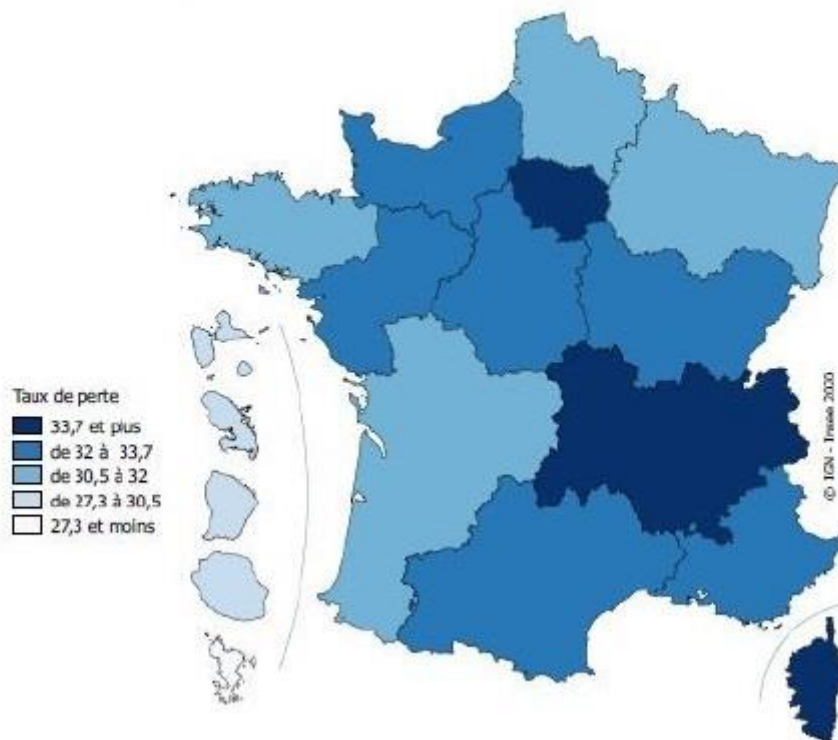 Taux de perte
33,7 et plus
de 32 à 33,7
de 30,5 à 32
de 27,3 à 30,5
27,3 et moins
© IGN - Insee 2020